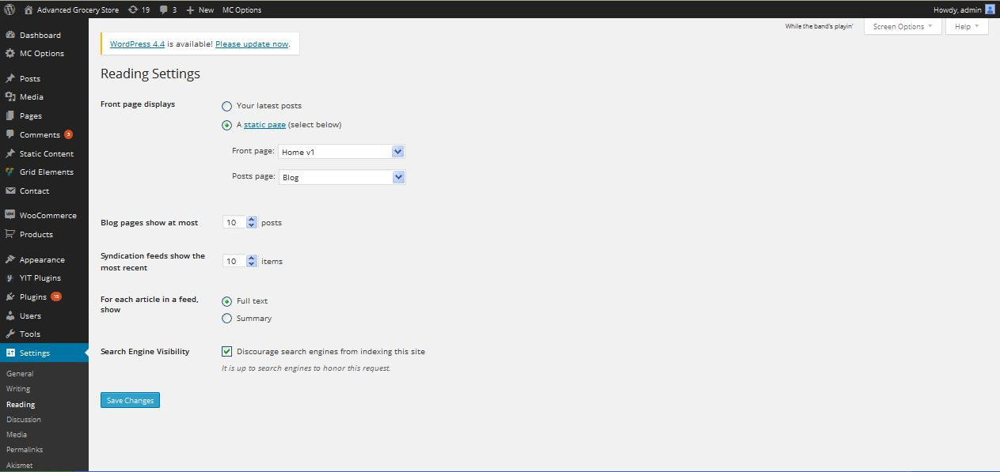 Advanced Grocery Store 19 3 New MC Options Howdy, admin
Dashboard
MC Options
Posts
Media
Pages
Comments 3
Static Content
Grid Elements
Contact
WooCommerce
Products
Appearance
YIT Plugins
Plugins 15
Users
Tools
Settings
General
Writing
Reading
Discussion
Media
Permalinks
Akismet
While the band's playin' Screen Options Help
WordPress 4.4 is available! Please update now.
Reading Settings
Front page displays Your latest posts
A static page (select below)
Front page: Home v1
Posts page: Blog
Blog pages show at most 10 posts
Syndication feeds show the
most recent 10 items
For each article in a feed,
show Full text
Summary
Search Engine Visibility Discourage search engines from indexing this site
It is up to search engines to honor this request.
Save Changes